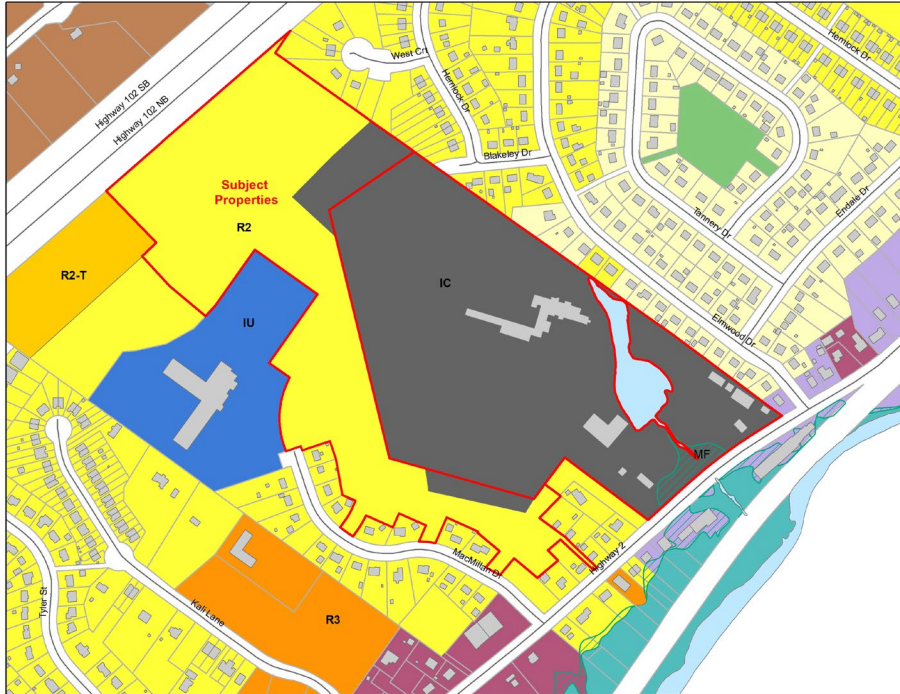 Hemlock Dr
West Crt
Highway 102 SB
Hemlock Dr
Highway 102 NB
Blakeley Dr
Subject
Properties
R2
Tannery Dr
Endale Dr
R2-T
IC
IU
Elmwood Dr
MF
Highway 2
MacMillan Dr
Tyler St
Kali Lane
R3